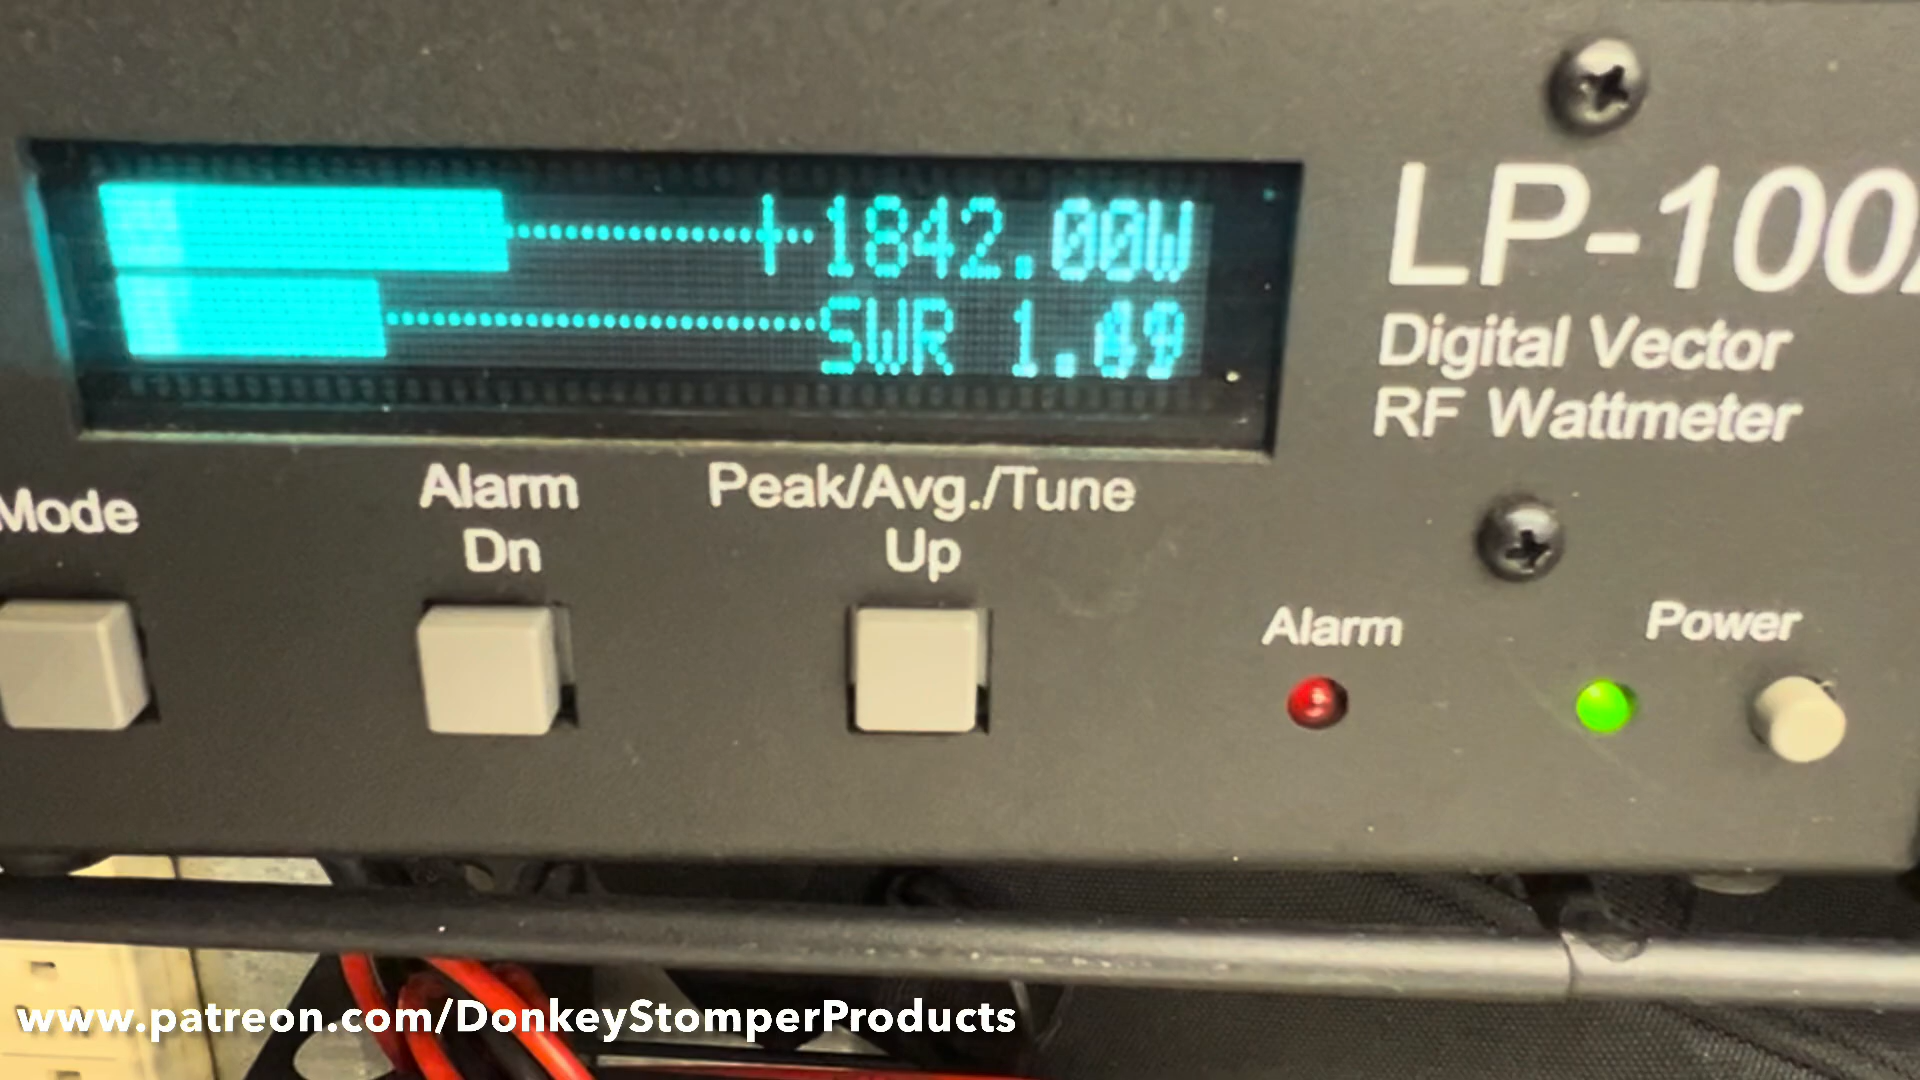 1842.00W
SWR 1.
LP-100
Digital Vector
RF Wattmeter
Mode
Alarm
Dn
Peak/Avg./Tune
Up
Alarm
Power
www.patreon.com/DonkeyStomperProducts